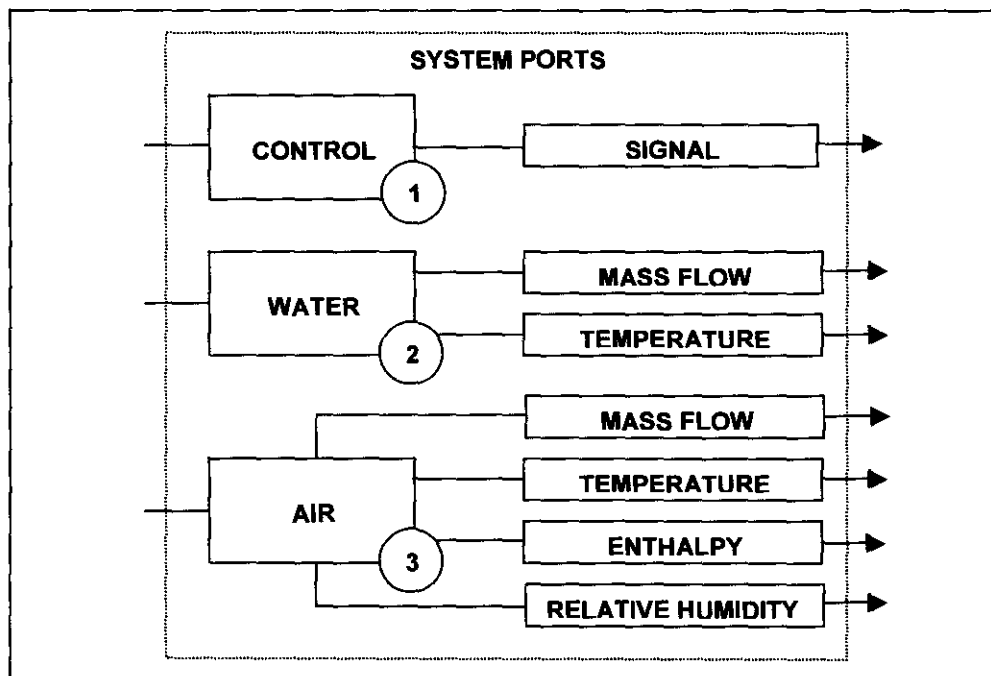 SYSTEM PORTS
CONTROL
1
SIGNAL
WATER
2
MASS FLOW
TEMPERATURE
AIR
3
MASS FLOW
TEMPERATURE
ENTHALPY
RELATIVE HUMIDITY